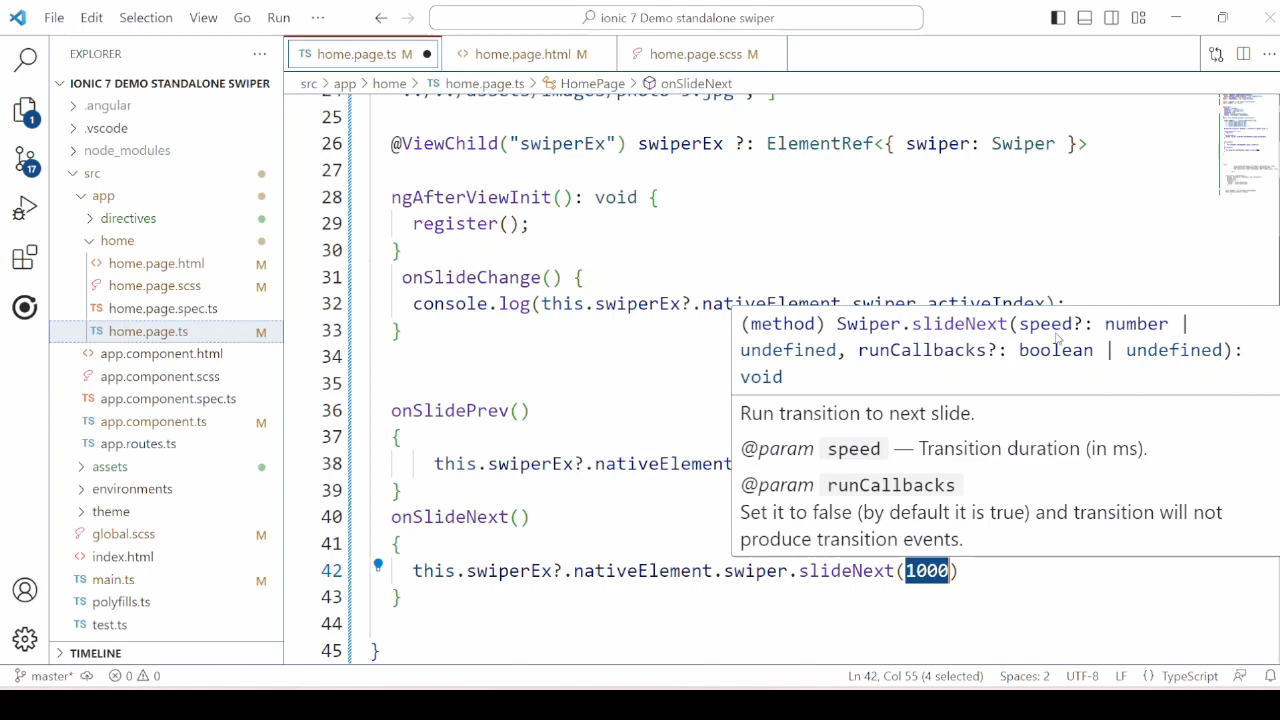 File Edit Selection View Go Run ··· ionic 7 Demo standalone swiper
EXPLORER ···
IONIC 7 DEMO STANDALONE SWIPER
.angular
.vscode
node_modules
src
app
directives
home
home.page.html M
home.page.scss M
home.page.spec.ts
home.page.ts M
app.component.html
app.component.scss
app.component.spec.ts
app.component.ts M
app.routes.ts
assets
environments
theme
global.scss M
index.html
main.ts M
polyfills.ts
test.ts
TIMELINE
1
17
TS home.page.ts M ● <> home.page.html M home.page.scss M
src > app > home > TS home.page.ts > HomePage > onSlideNext
25
26 @ViewChild("swiperEx") swiperEx ?: ElementRef<{ swiper: Swiper }>
27
28 ngAfterViewInit(): void {
29 register();
30 }
31 onSlideChange() {
32 console.log(this.swiperEx?.nativeElement.swiper.activeIndex);
33 }
34
35
36 onSlidePrev()
37 {
38 this.swiperEx?.nativeElement
39 }
40 onSlideNext()
41 {
42 this.swiperEx?.nativeElement.swiper.slideNext(1000)
43 }
44
45 }
(method) Swiper.slideNext(speed?: number |
undefined, runCallbacks?: boolean | undefined):
void
Run transition to next slide.
@param speed — Transition duration (in ms).
@param runCallbacks
Set it to false (by default it is true) and transition will not
produce transition events.
master* 0 0 Ln 42, Col 55 (4 selected) Spaces: 2 UTF-8 LF {} TypeScript